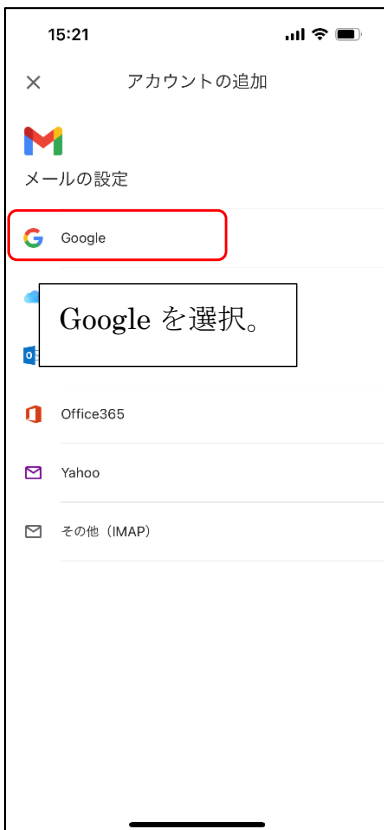 15:21
アカウントの追加
メールの設定
Google
Google を選択。
Office365
Yahoo
その他（IMAP）